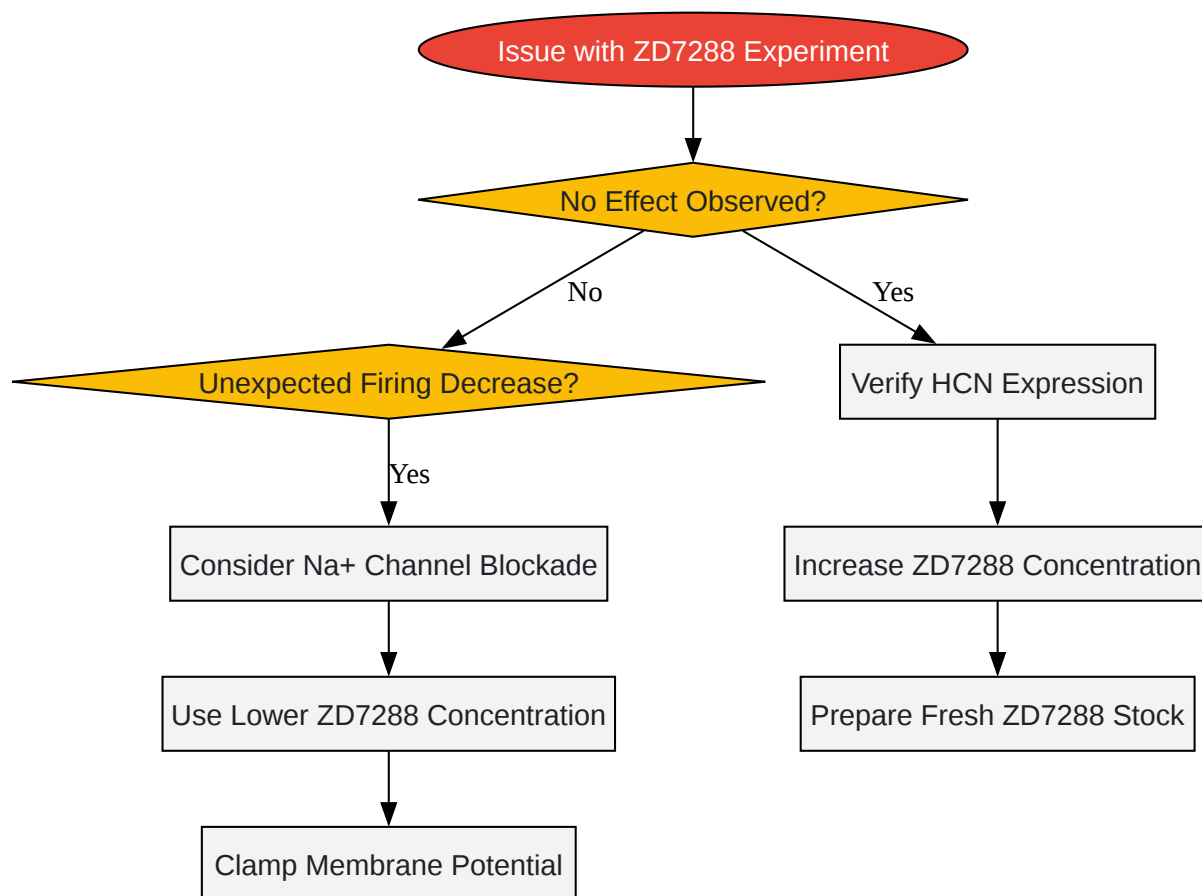 Issue with ZD7288 Experiment
No Effect Observed?
No
Yes
Unexpected Firing Decrease?
Verify HCN Expression
Yes
Consider Na+ Channel Blockade
Increase ZD7288 Concentration
Use Lower ZD7288 Concentration
Prepare Fresh ZD7288 Stock
Clamp Membrane Potential